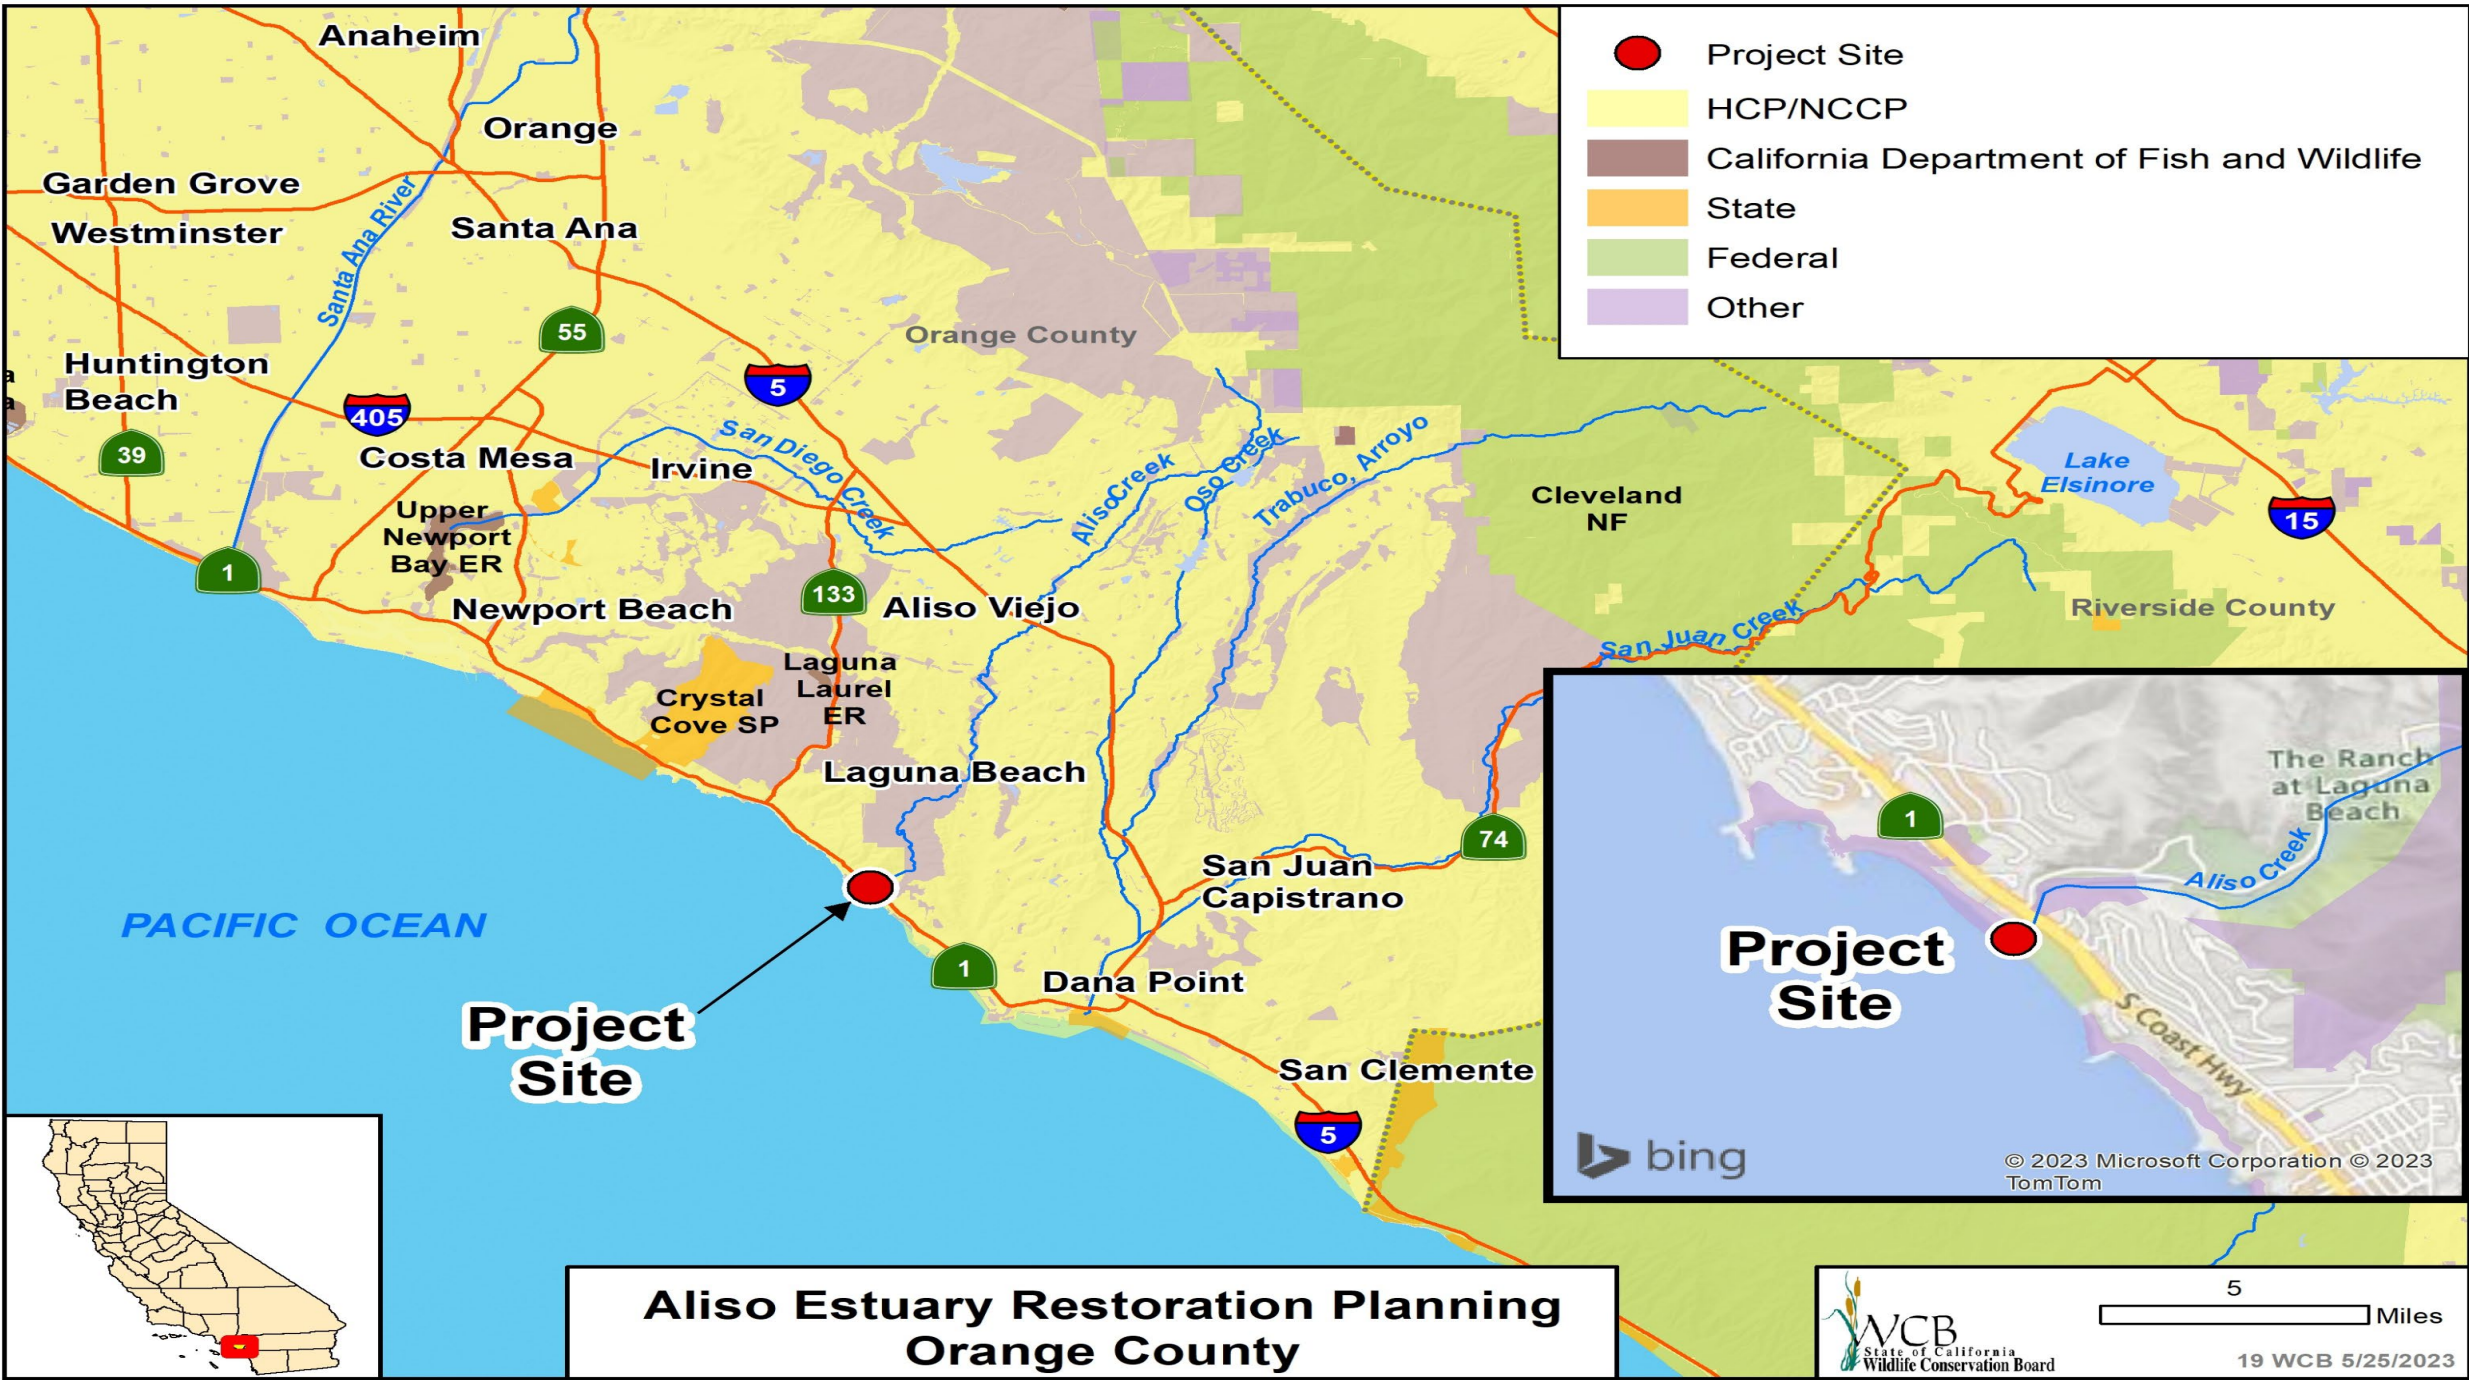 Anaheim
Orange
Garden Grove
Westminster
Santa Ana River
Santa Ana
55
Orange County
Huntington
Beach
5
405
39
Costa Mesa
Irvine
San Diego Creek
Aliso Creek
Oso Creek
Trabuco, Arroyo
Upper
Newport
Bay ER
1
Newport Beach
133
Aliso Viejo
Cleveland
NF
Lake
Elsinore
15
Riverside County
San Juan Creek
Crystal
Cove SP
Laguna
Laurel
ER
Laguna Beach
74
San Juan
Capistrano
PACIFIC OCEAN
1
Dana Point
Project
Site
San Clemente
5
Project Site
HCP/NCCP
California Department of Fish and Wildlife
State
Federal
Other
The Ranch
at Laguna
Beach
1
Aliso Creek
Project
Site
S Coast Hwy
bing
© 2023 Microsoft Corporation © 2023
TomTom
Aliso Estuary Restoration Planning
Orange County
WCB
State of California
Wildlife Conservation Board
5
Miles
19 WCB 5/25/2023